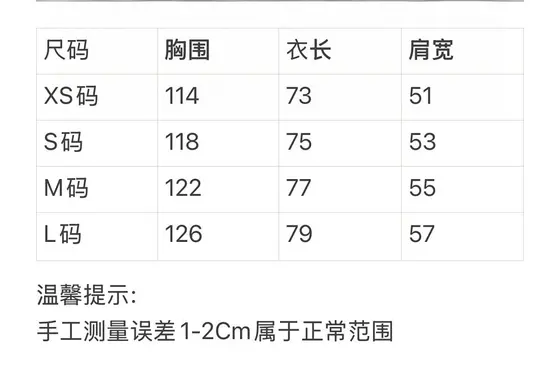 尺码 胸围 衣长 肩宽
XS码 114 73 51
S码 118 75 53
M码 122 77 55
L码 126 79 57
温馨提示:
手工测量误差1-2Cm属于正常范围